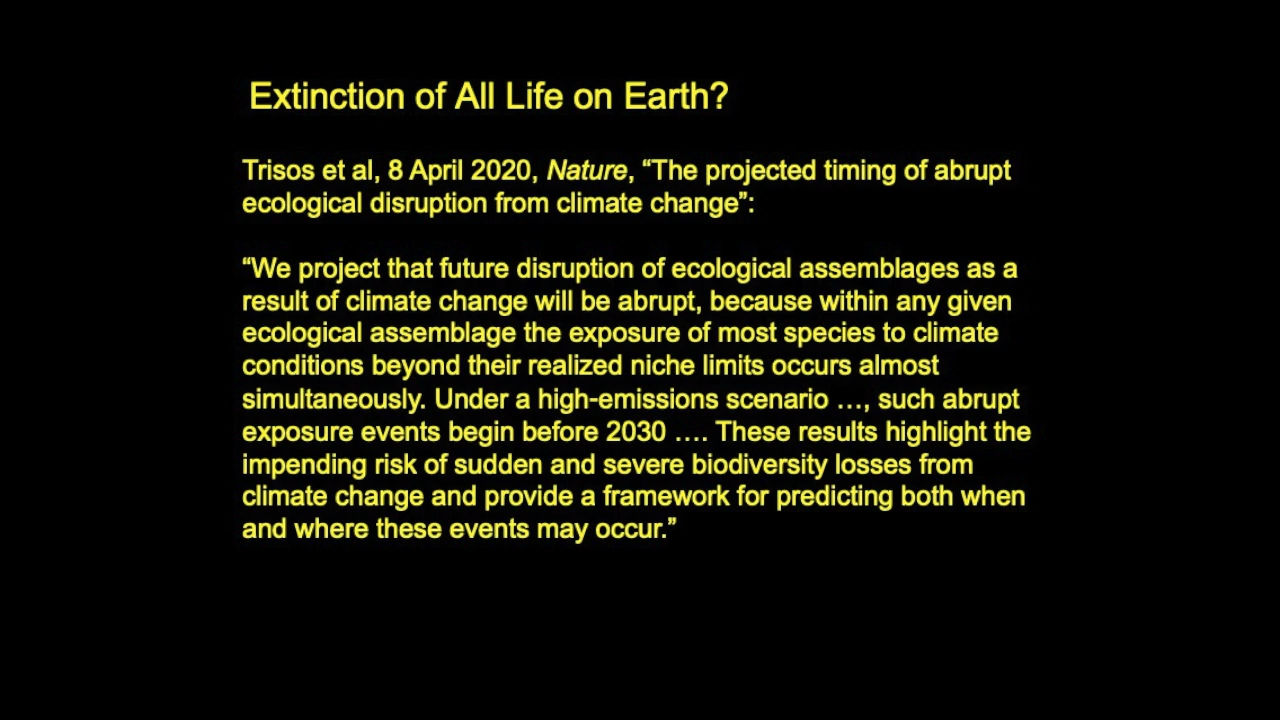 Extinction of All Life on Earth?
Trisos et al, 8 April 2020, Nature, “The projected timing of abrupt
ecological disruption from climate change”:
“We project that future disruption of ecological assemblages as a
result of climate change will be abrupt, because within any given
ecological assemblage the exposure of most species to climate
conditions beyond their realized niche limits occurs almost
simultaneously. Under a high-emissions scenario …, such abrupt
exposure events begin before 2030 …. These results highlight the
impending risk of sudden and severe biodiversity losses from
climate change and provide a framework for predicting both when
and where these events may occur.”